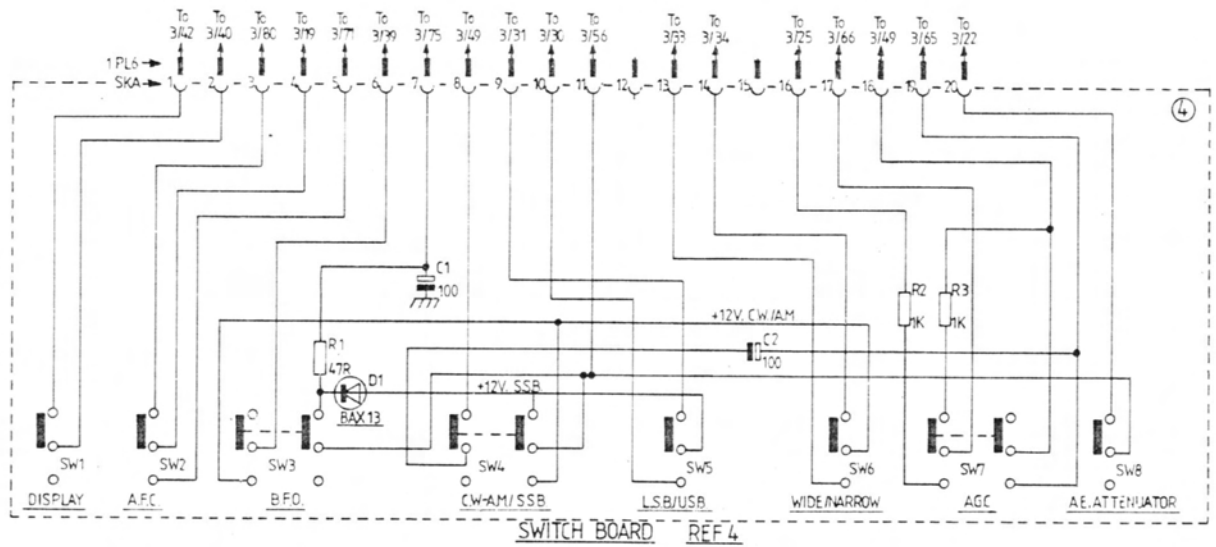 To To To To To To To To To To To To To To To To To To
3/42 3/40 3/80 3/19 3/71 3/39 3/75 3/49 3/31 3/30 3/56 3/33 3/34 3/25 3/66 3/49 3/65 3/22
1 PL6
SKA 1 2 3 4 5 6 7 8 9 10 11 12 13 14 15 16 17 18 19 20
4
C1
100
R2 R3
1K 1K
+12V. CW/AM
R1
47R
C2
100
D1
+12V. SSB
BAX13
SW1 SW2 SW3 SW4 SW5 SW6 SW7 SW8
DISPLAY A.F.C. B.F.O. C.W-A.M/SSB L.S.B/USB WIDE/NARROW AGC A.E. ATTENUATOR
SWITCH BOARD REF 4